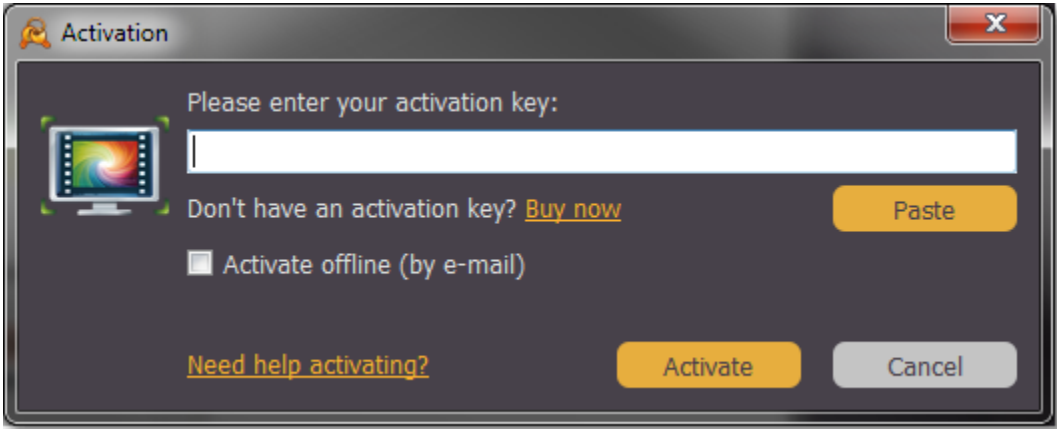 Activation
Please enter your activation key:
Don't have an activation key? Buy now
Paste
Activate offline (by e-mail)
Need help activating?
Activate
Cancel